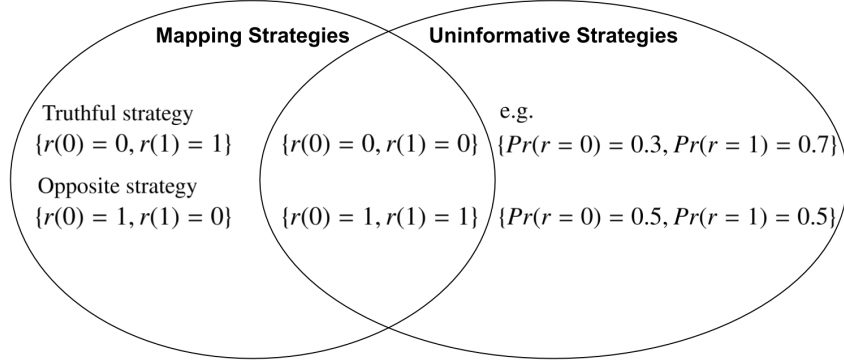 Mapping Strategies
Uninformative Strategies
Truthful strategy
{r(0) = 0, r(1) = 1}
Opposite strategy
{r(0) = 1, r(1) = 0}
{r(0) = 0, r(1) = 0}
{r(0) = 1, r(1) = 1}
e.g.
{Pr(r = 0) = 0.3, Pr(r = 1) = 0.7}
{Pr(r = 0) = 0.5, Pr(r = 1) = 0.5}